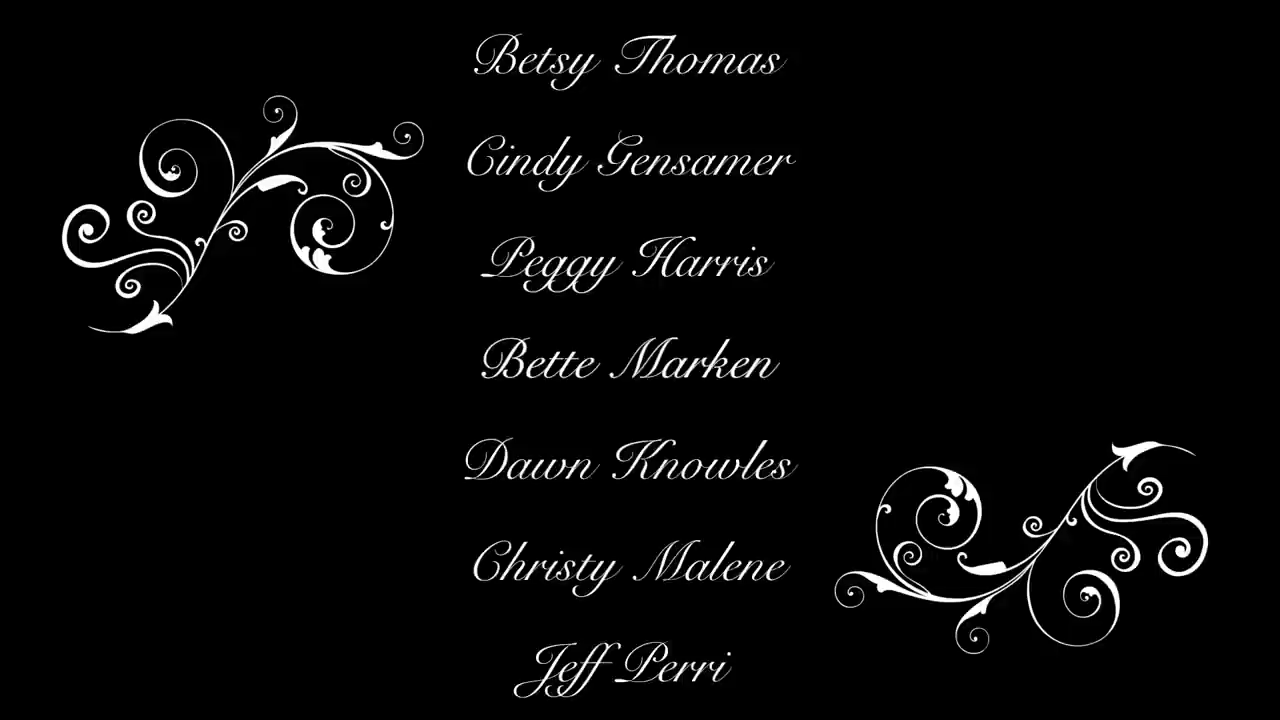 Betsy Thomas
Cindy Gensamer
Peggy Harris
Bette Marken
Dawn Knowles
Christy Malene
Jeff Perri